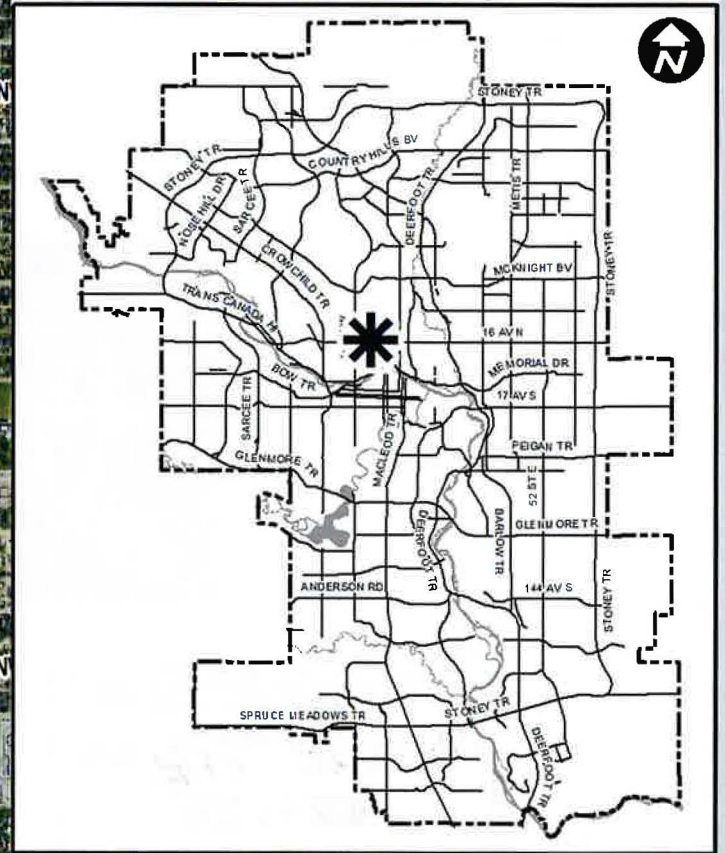 N
STONEY TR
COUNTRY HILLS BV
STONEY TR
NOSE HILL DR
SARCEE TR
DEERFOOT TR
METIS TR
CROWCHILD TR
MCKNIGHT BV
STONEY TR
TRANS CANADA HI
16 AV N
MEMORIAL DR
BOW TR
17 AV S
SARCEE TR
MACLEOD TR
PEIGAN TR
GLENMORE TR
52 ST E
BARLOW TR
DEERFOOT TR
GLENMORE TR
ANDERSON RD
144 AV S
STONEY TR
SPRUCE MEADOWS TR
STONEY TR
DEERFOOT TR